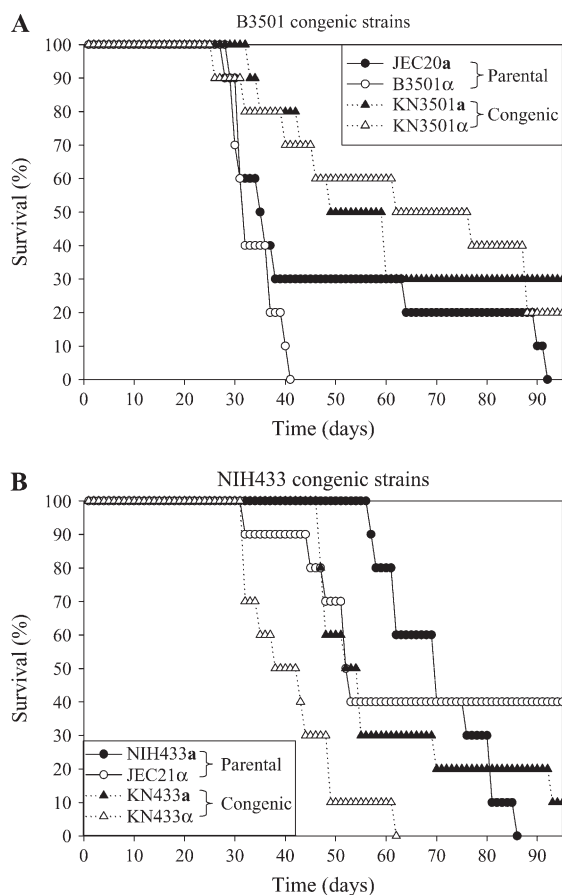 A
B3501 congenic strains
JEC20a
B3501α
Parental
KN3501a
KN3501α
Congenic
Survival (%)
100
90
80
70
60
50
40
30
20
10
0
0 10 20 30 40 50 60 70 80 90
Time (days)
B
NIH433 congenic strains
Survival (%)
100
90
80
70
60
50
40
30
20
10
0
NIH433a
JEC21α
Parental
KN433a
KN433α
Congenic
0 10 20 30 40 50 60 70 80 90
Time (days)